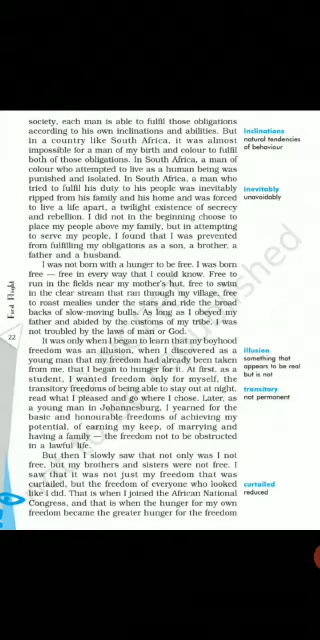 society, each man is able to fulfil those obligations
according to his own inclinations and abilities. But
in a country like South Africa, it was almost
impossible for a man of my birth and colour to fulfil
both of those obligations. In South Africa, a man of
colour who attempted to live as a human being was
punished and isolated. In South Africa, a man who
tried to fulfil his duty to his people was inevitably
ripped from his family and his home and was forced
to live a life apart, a twilight existence of secrecy
and rebellion. I did not in the beginning choose to
place my people above my family, but in attempting
to serve my people, I found that I was prevented
from fulfilling my obligations as a son, a brother, a
father and a husband.
I was not born with a hunger to be free. I was born
free — free in every way that I could know. Free to
run in the fields near my mother's hut, free to swim
in the clear stream that ran through my village, free
to roast mealies under the stars and ride the broad
backs of slow-moving bulls. As long as I obeyed my
father and abided by the customs of my tribe, I was
not troubled by the laws of man or God.
It was only when I began to learn that my boyhood
freedom was an illusion, when I discovered as a
young man that my freedom had already been taken
from me, that I began to hunger for it. At first, as a
student, I wanted freedom only for myself, the
transitory freedoms of being able to stay out at night,
read what I pleased and go where I chose. Later, as
a young man in Johannesburg, I yearned for the
basic and honourable freedoms of achieving my
potential, of earning my keep, of marrying and
having a family — the freedom not to be obstructed
in a lawful life.
But then I slowly saw that not only was I not
free, but my brothers and sisters were not free. I
saw that it was not just my freedom that was
curtailed, but the freedom of everyone who looked
like I did. That is when I joined the African National
Congress, and that is when the hunger for my own
freedom became the greater hunger for the freedom
inclinations
natural tendencies
of behaviour
inevitably
unavoidably
illusion
something that
appears to be real
but is not
transitory
not permanent
curtailed
reduced
First Flight
22